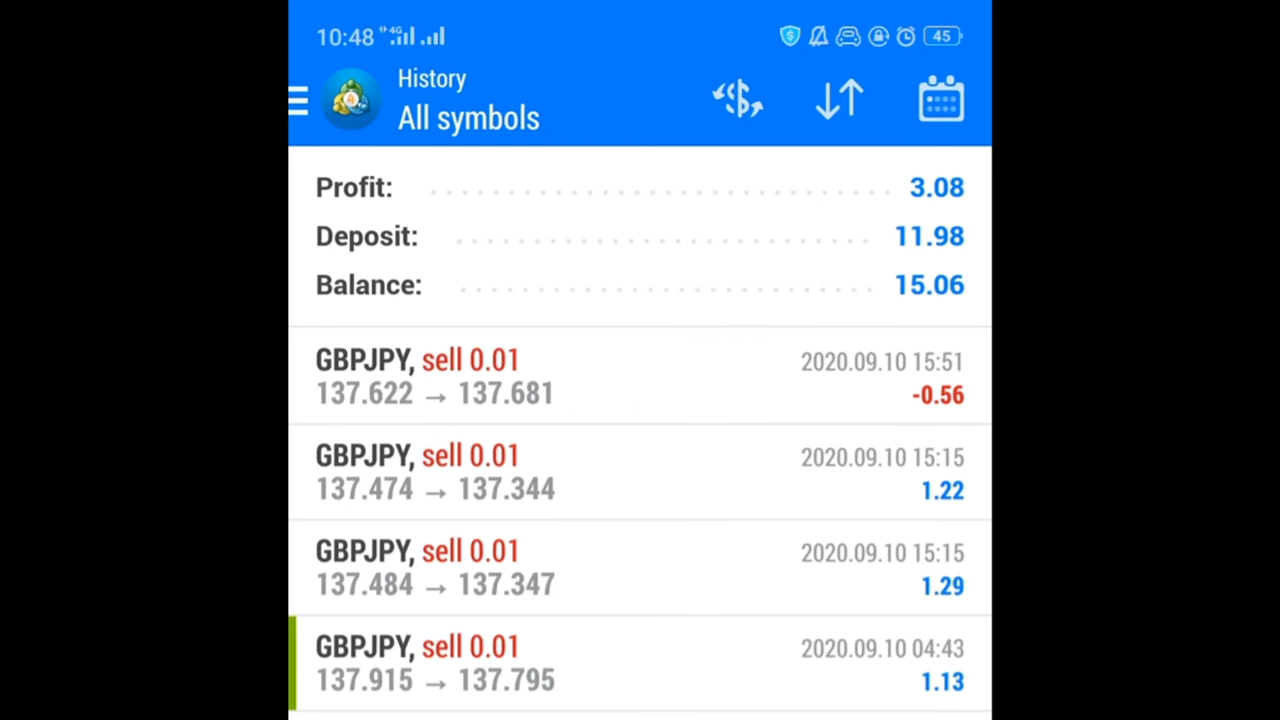 10:48 4G 45
History
All symbols
Profit: 3.08
Deposit: 11.98
Balance: 15.06
GBPJPY, sell 0.01 2020.09.10 15:51
137.622 → 137.681 -0.56
GBPJPY, sell 0.01 2020.09.10 15:15
137.474 → 137.344 1.22
GBPJPY, sell 0.01 2020.09.10 15:15
137.484 → 137.347 1.29
GBPJPY, sell 0.01 2020.09.10 04:43
137.915 → 137.795 1.13